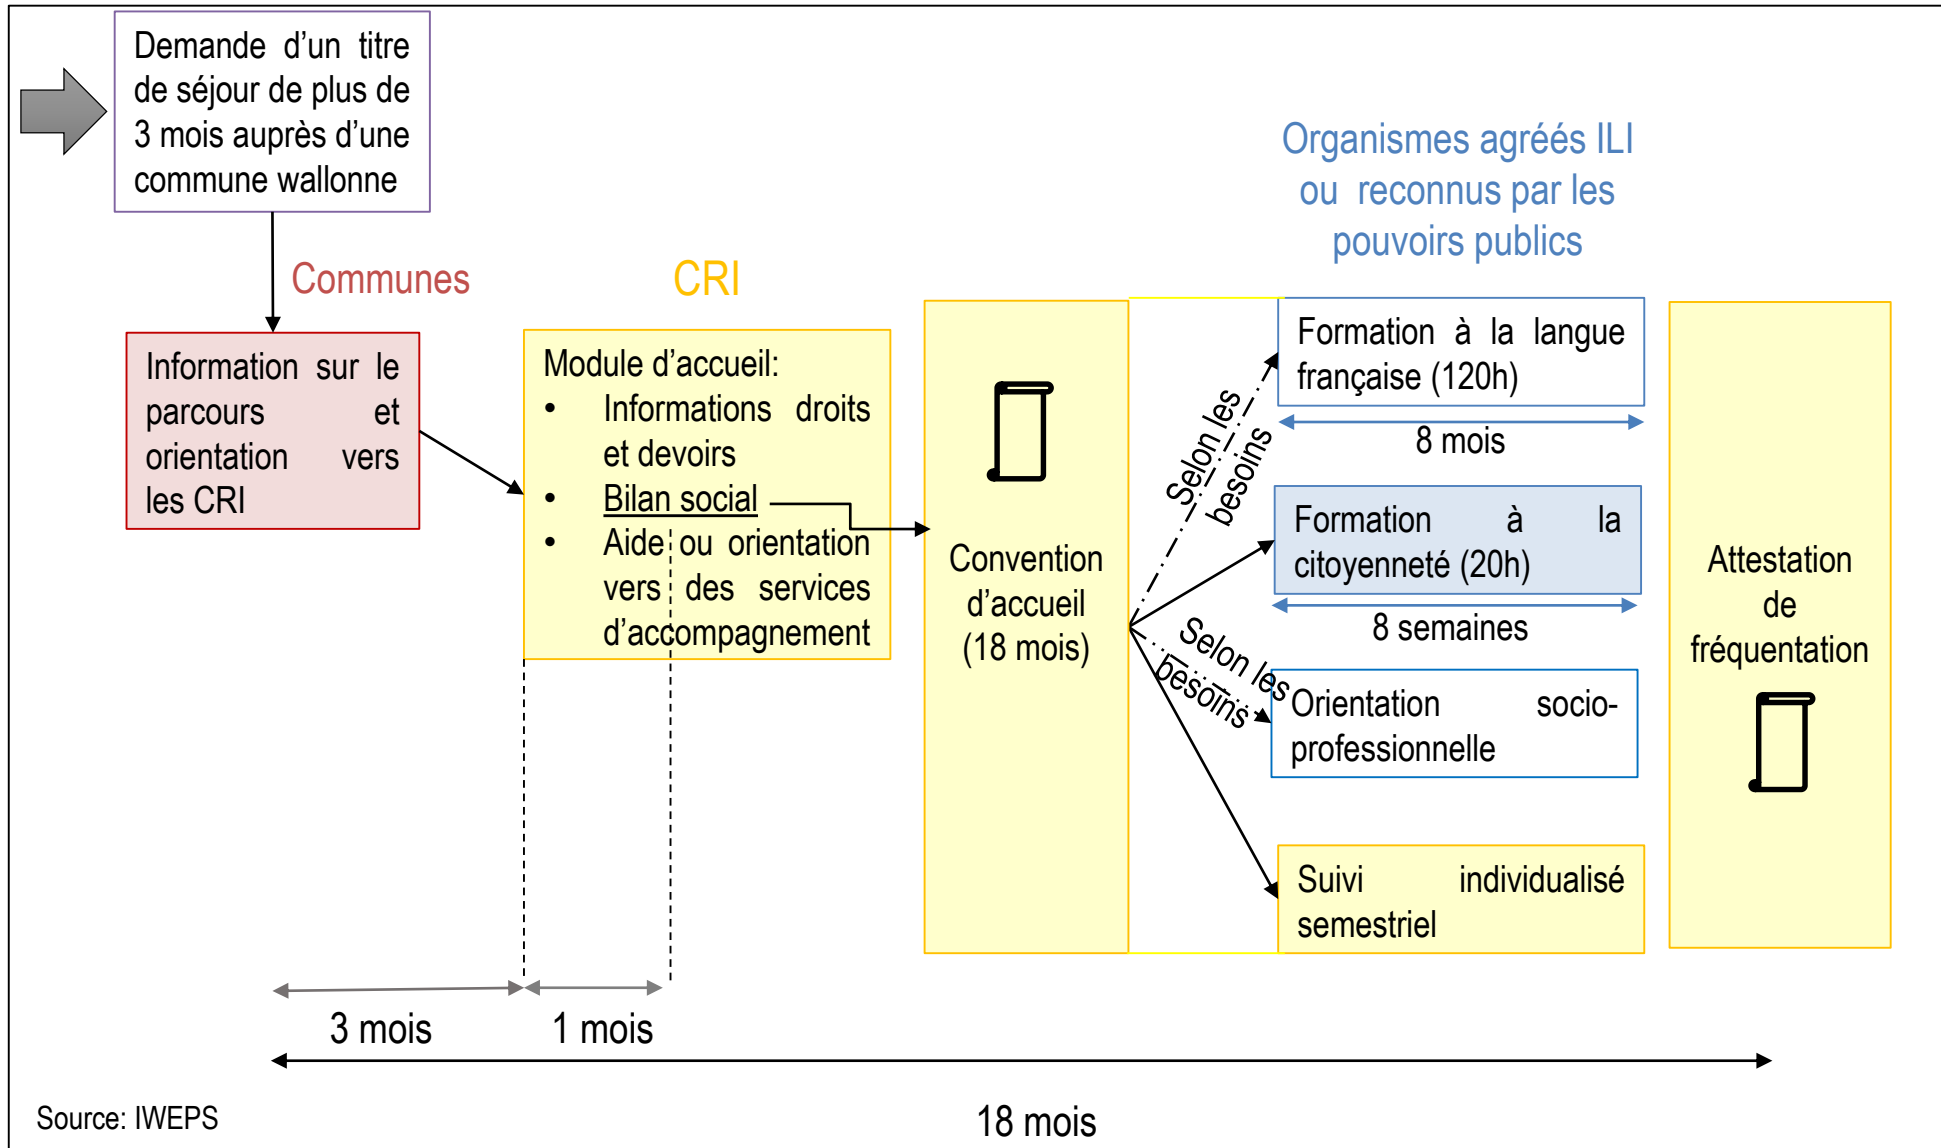 Demande d'un titre
de séjour de plus de
3 mois auprès d'une
commune wallonne
Communes
Information sur le
parcours et
orientation vers
les CRI
CRI
Module d'accueil:
• Informations droits
et devoirs
• Bilan social
• Aide ou orientation
vers des services
d'accompagnement
Convention
d'accueil
(18 mois)
Organismes agréés ILI
ou reconnus par les
pouvoirs publics
Selon les
besoins
Formation à la langue
française (120h)
8 mois
Formation à la
citoyenneté (20h)
8 semaines
Selon les
besoins
Orientation socio-
professionnelle
Suivi individualisé
semestriel
Attestation
de
fréquentation
3 mois
1 mois
18 mois
Source: IWEPS